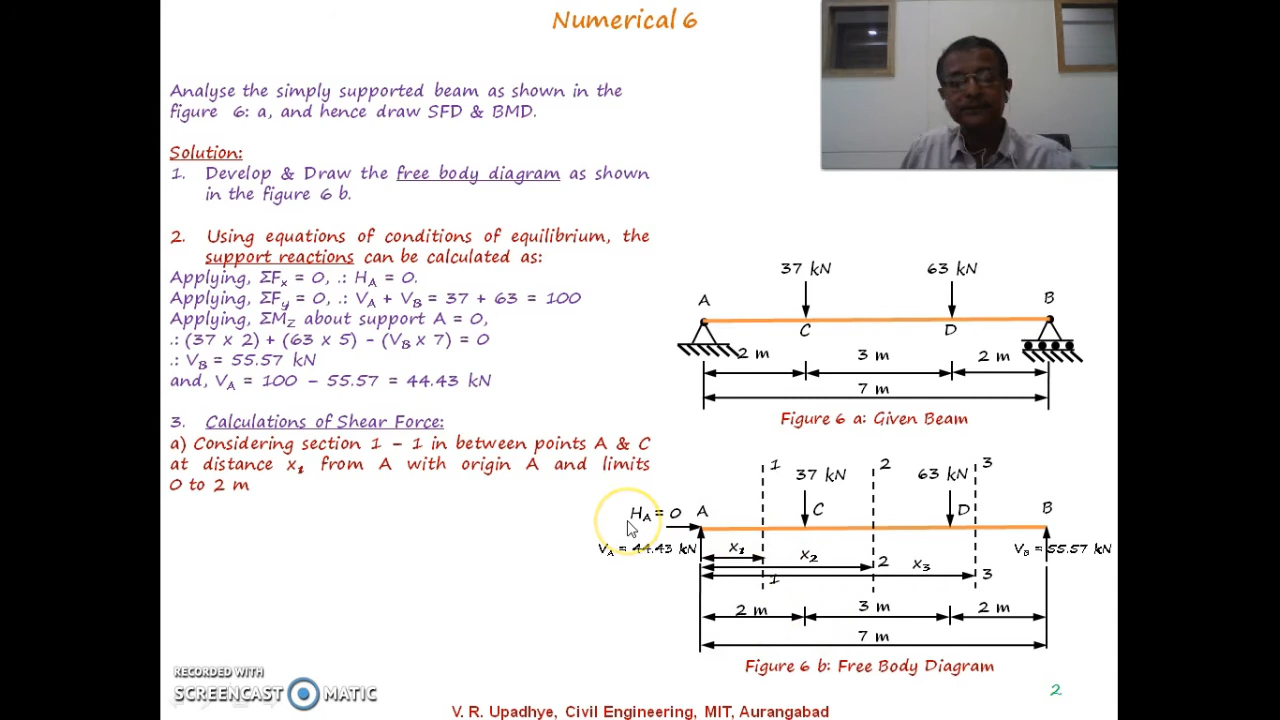 Numerical 6
Analyse the simply supported beam as shown in the
figure 6: a, and hence draw SFD & BMD.
Solution:
1. Develop & Draw the free body diagram as shown
in the figure 6 b.
2. Using equations of conditions of equilibrium, the
support reactions can be calculated as:
Applying, ΣFx = 0, .: HA = 0.
Applying, ΣFy = 0, .: VA + VB = 37 + 63 = 100
Applying, ΣMZ about support A = 0,
.: (37 x 2) + (63 x 5) – (VB x 7) = 0
.: VB = 55.57 kN
and, VA = 100 – 55.57 = 44.43 kN
3. Calculations of Shear Force:
a) Considering section 1 – 1 in between points A & C
at distance x1 from A with origin A and limits
0 to 2 m
37 kN 63 kN
A B
C D
2 m 3 m 2 m
7 m
Figure 6 a: Given Beam
1 2 3
37 kN 63 kN
HA = 0 A C D B
VA = 44.43 kN x1 x2 VB = 55.57 kN
2 x3
1 3
2 m 3 m 2 m
7 m
Figure 6 b: Free Body Diagram
RECORDED WITH
SCREENCAST MATIC
2
V. R. Upadhye, Civil Engineering, MIT, Aurangabad